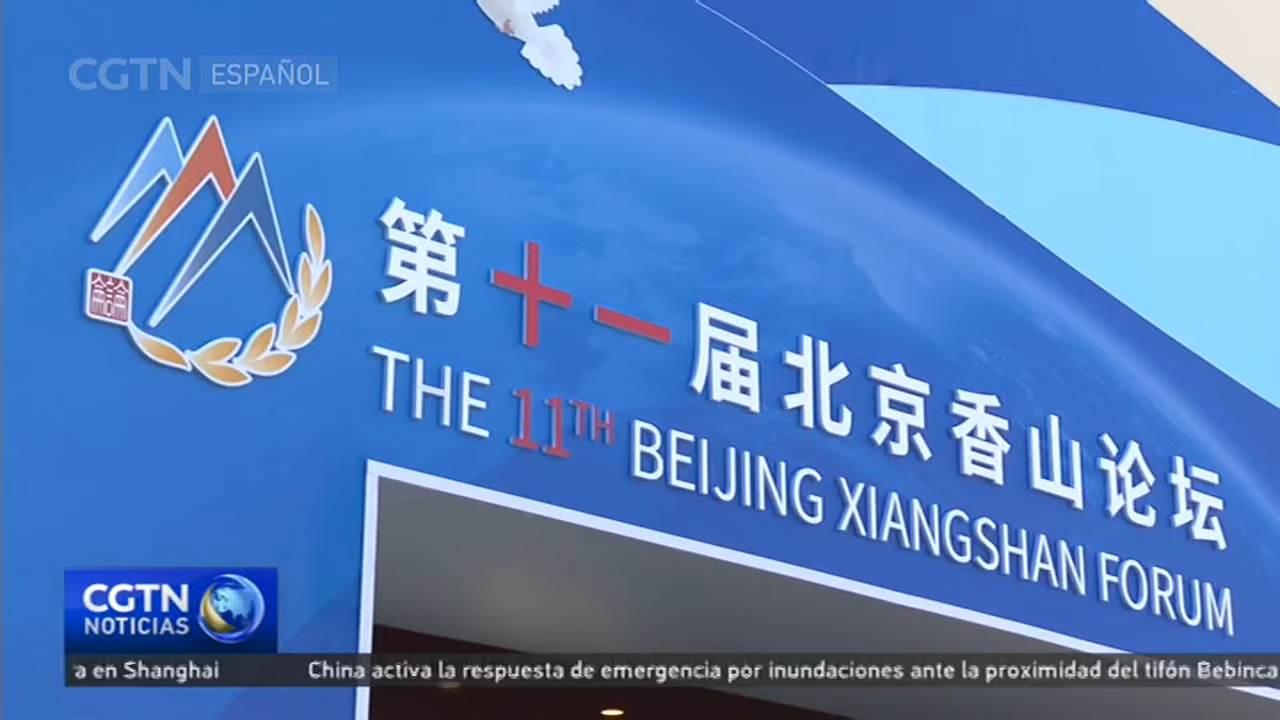 CGTN ESPAÑOL
第十一届北京香山论坛
THE 11TH BEIJING XIANGSHAN FORUM
CGTN
NOTICIAS
a en Shanghai China activa la respuesta de emergencia por inundaciones ante la proximidad del tifón Bebinca